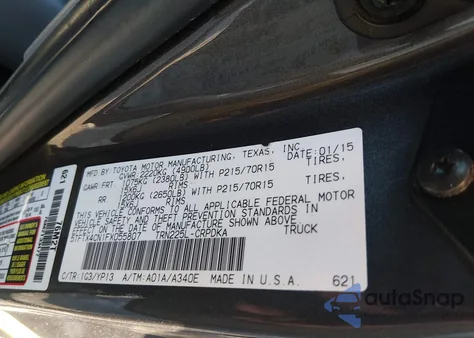 MFD BY TOYOTA MOTOR MANUFACTURING, TEXAS, INC. 01/15
GVWR 2220KG (4900LB)
GAWR FRT 1075KG (2380LB) WITH P215/70R15 TIRES,
RIMS
RR 1200KG (2650LB) WITH P215/70R15 TIRES,
RIMS
THIS VEHICLE CONFORMS TO ALL APPLICABLE FEDERAL MOTOR
VEHICLE SAFETY AND THEFT PREVENTION STANDARDS IN
EFFECT ON THE DATE OF MANUFACTURE SHOWN ABOVE.
5TFTX4CN1FX055807 TRUCK
TRN225L-CRPDKA
C/TR:1G3/YP13 A/TM:A01A/A340E MADE IN U.S.A. 621
621
autoSnap